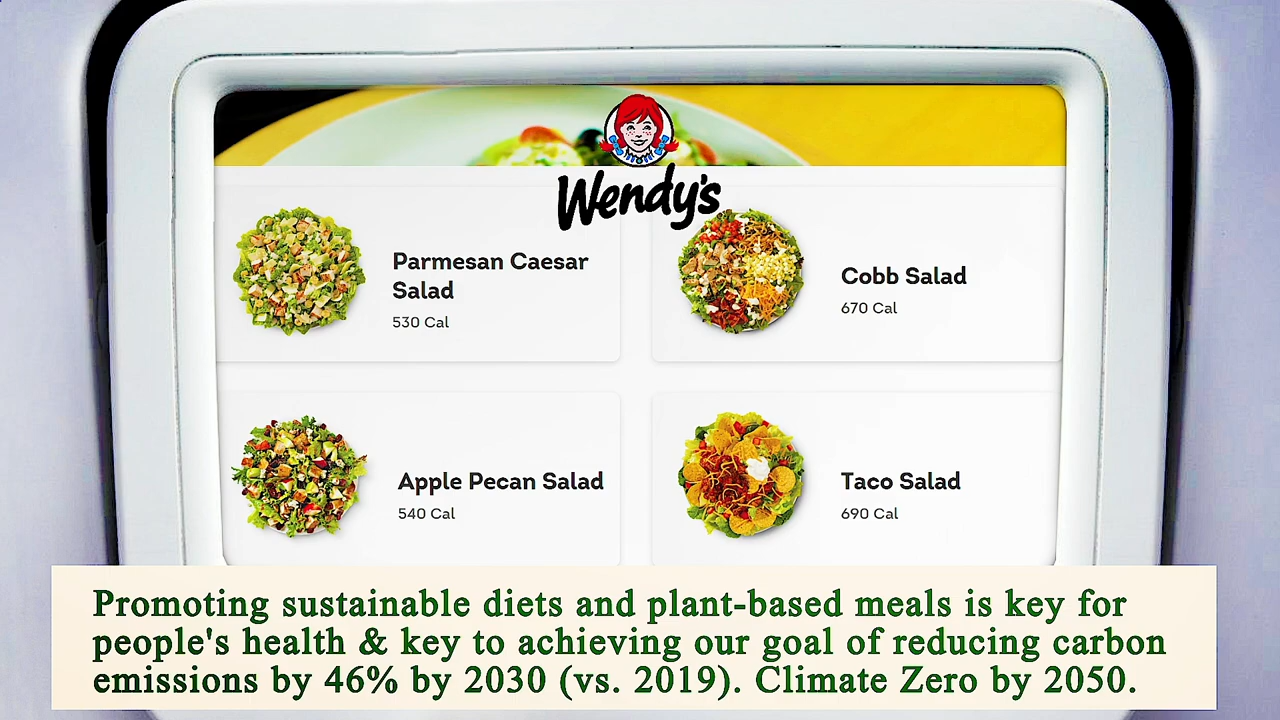 Wendy's
Parmesan Caesar
Salad
530 Cal
Cobb Salad
670 Cal
Apple Pecan Salad
540 Cal
Taco Salad
690 Cal
Promoting sustainable diets and plant-based meals is key for
people's health & key to achieving our goal of reducing carbon
emissions by 46% by 2030 (vs. 2019). Climate Zero by 2050.